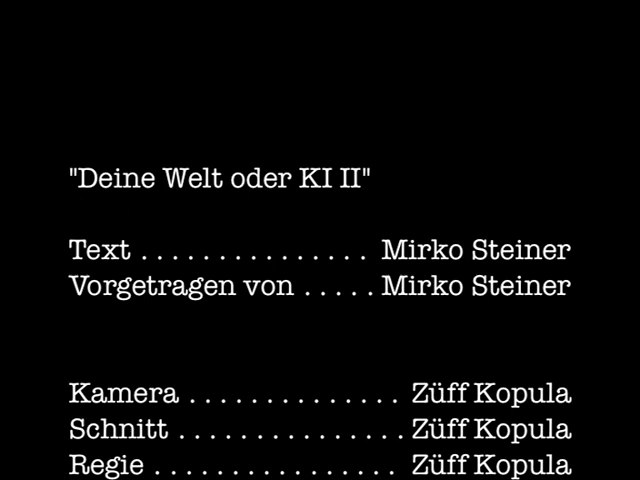 "Deine Welt oder KI II"
Text . . . . . . . . . . . . . . . Mirko Steiner
Vorgetragen von . . . . . Mirko Steiner
Kamera . . . . . . . . . . . . . . Züff Kopula
Schnitt . . . . . . . . . . . . . . . Züff Kopula
Regie . . . . . . . . . . . . . . . . Züff Kopula